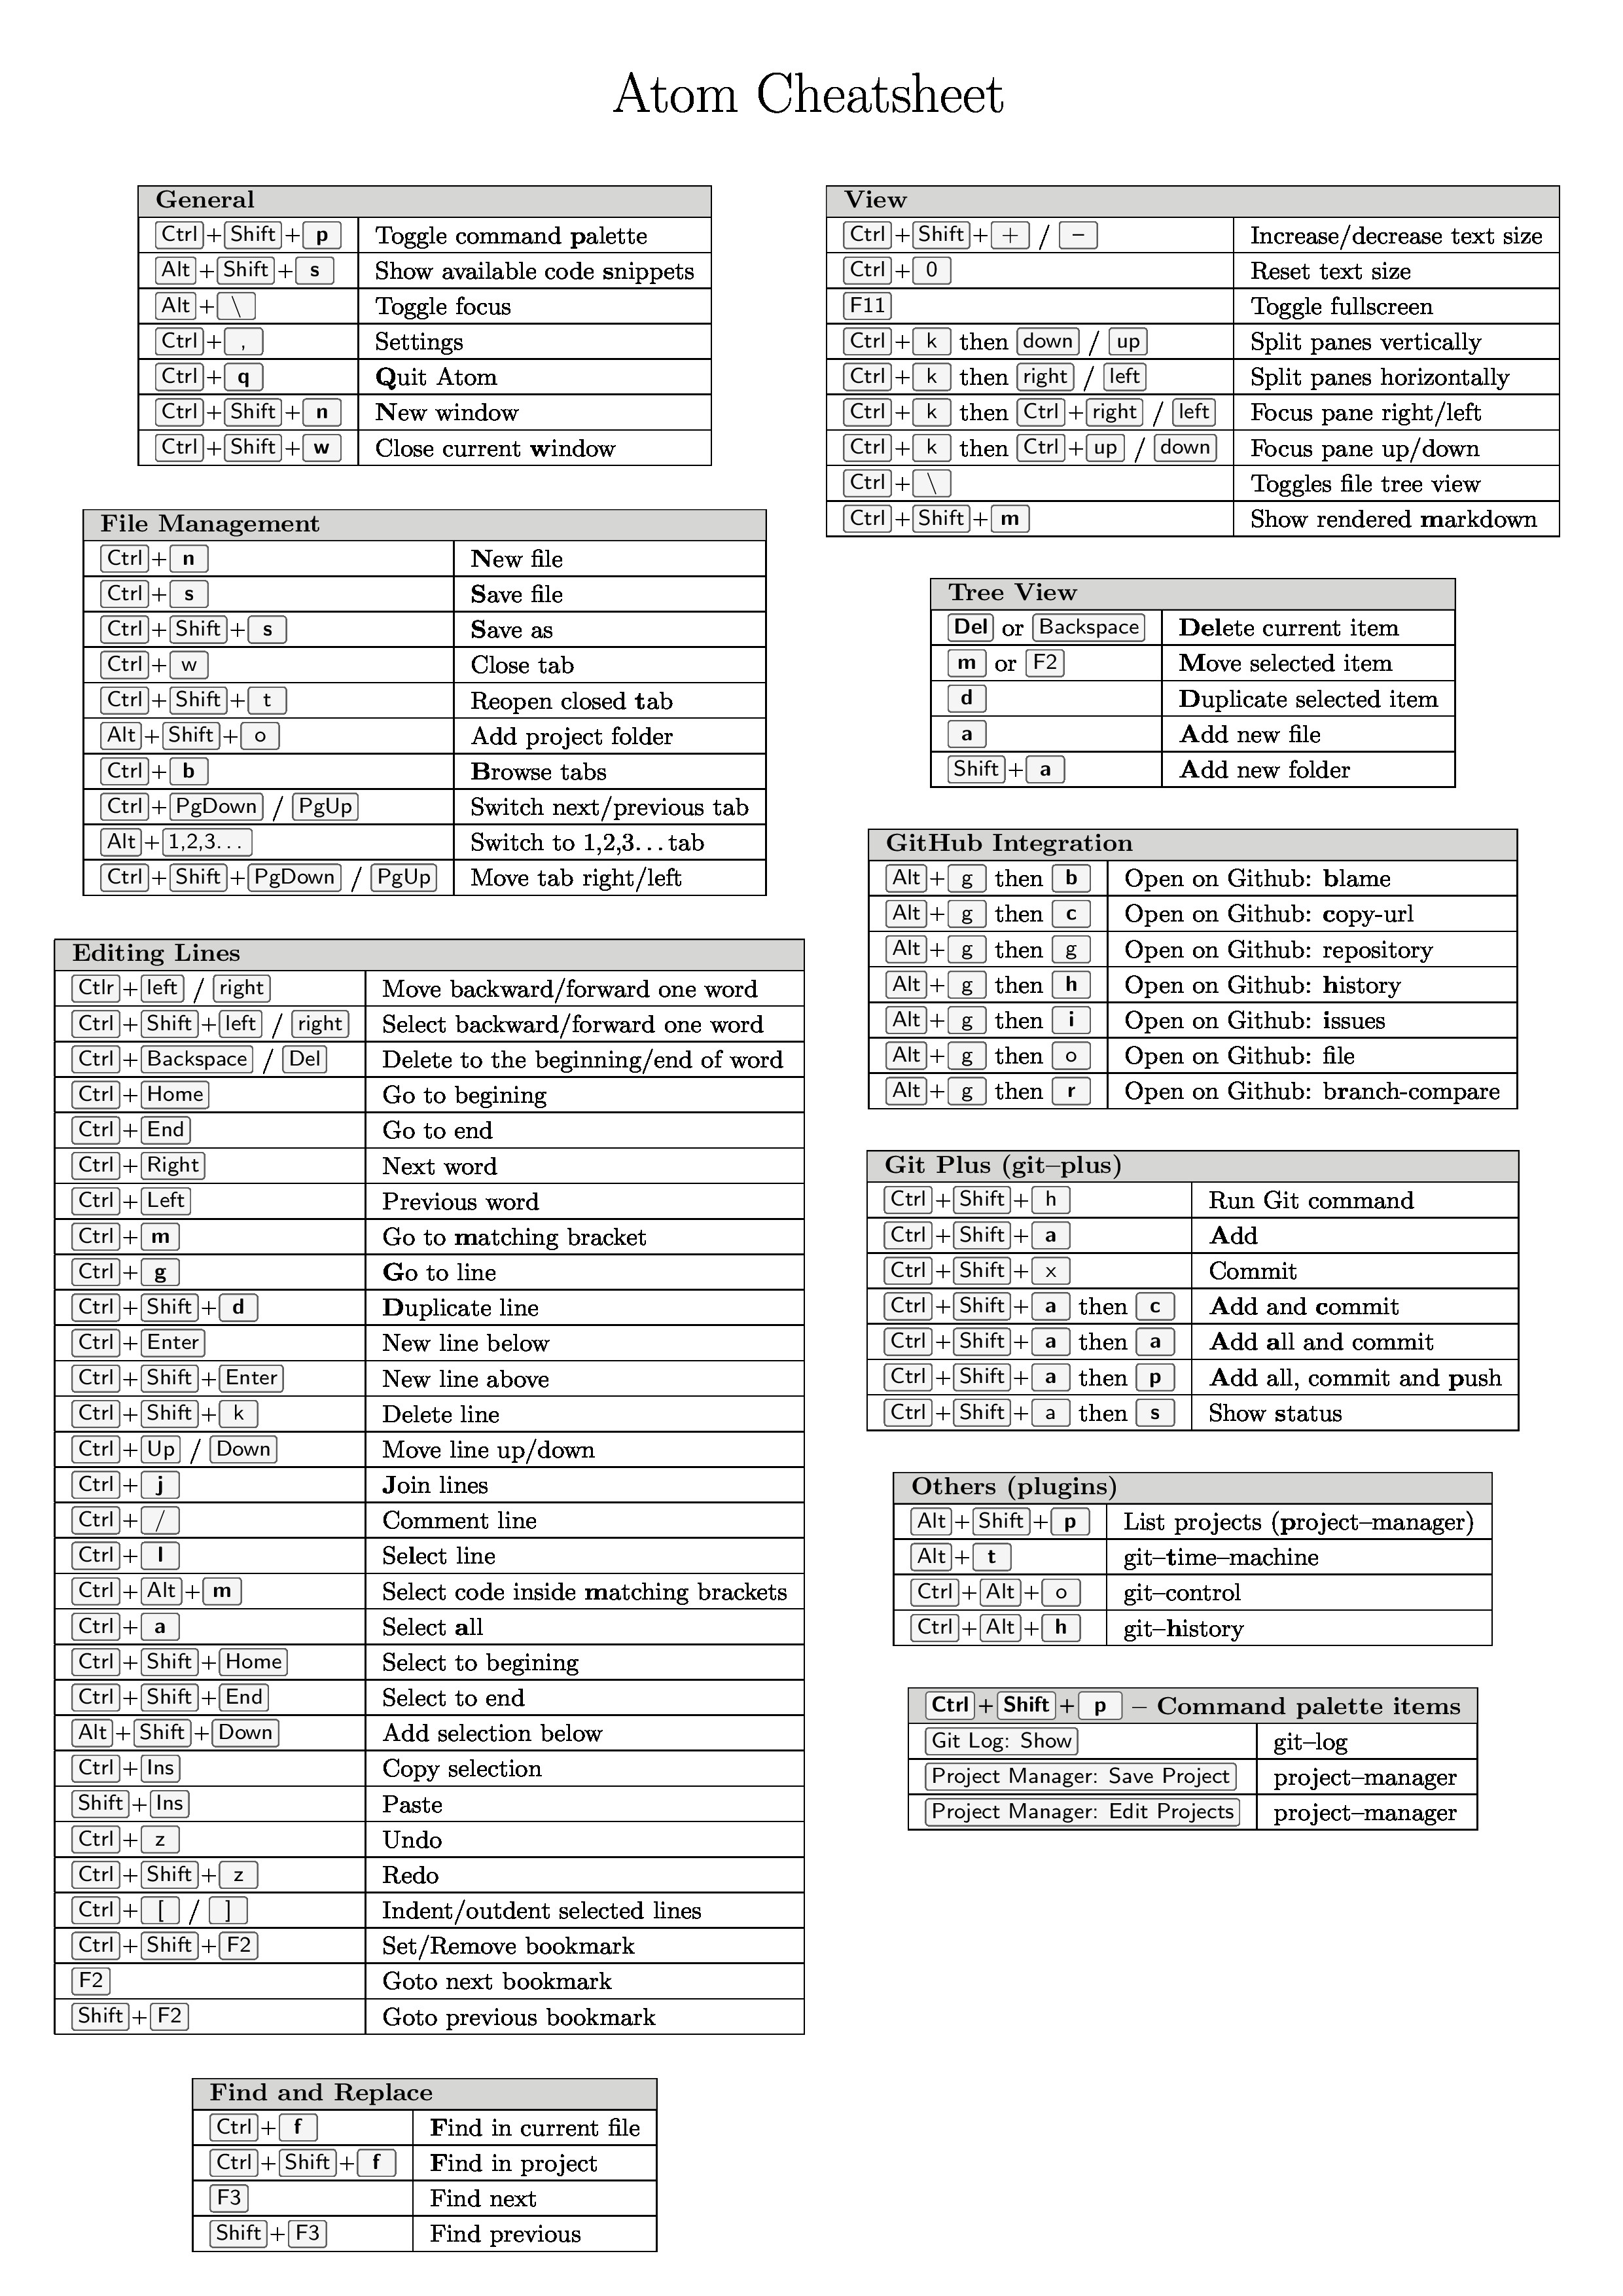 Atom Cheatsheet
General
Ctrl+Shift+p Toggle command palette
Alt+Shift+s Show available code snippets
Alt+\ Toggle focus
Ctrl+, Settings
Ctrl+q Quit Atom
Ctrl+Shift+n New window
Ctrl+Shift+w Close current window
File Management
Ctrl+n New file
Ctrl+s Save file
Ctrl+Shift+s Save as
Ctrl+w Close tab
Ctrl+Shift+t Reopen closed tab
Alt+Shift+o Add project folder
Ctrl+b Browse tabs
Ctrl+PgDown / PgUp Switch next/previous tab
Alt+1,2,3... Switch to 1,2,3...tab
Ctrl+Shift+PgDown / PgUp Move tab right/left
Editing Lines
Ctlr+left / right Move backward/forward one word
Ctrl+Shift+left / right Select backward/forward one word
Ctrl+Backspace / Del Delete to the beginning/end of word
Ctrl+Home Go to begining
Ctrl+End Go to end
Ctrl+Right Next word
Ctrl+Left Previous word
Ctrl+m Go to matching bracket
Ctrl+g Go to line
Ctrl+Shift+d Duplicate line
Ctrl+Enter New line below
Ctrl+Shift+Enter New line above
Ctrl+Shift+k Delete line
Ctrl+Up / Down Move line up/down
Ctrl+j Join lines
Ctrl+/ Comment line
Ctrl+l Select line
Ctrl+Alt+m Select code inside matching brackets
Ctrl+a Select all
Ctrl+Shift+Home Select to begining
Ctrl+Shift+End Select to end
Alt+Shift+Down Add selection below
Ctrl+Ins Copy selection
Shift+Ins Paste
Ctrl+z Undo
Ctrl+Shift+z Redo
Ctrl+[ / ] Indent/outdent selected lines
Ctrl+Shift+F2 Set/Remove bookmark
F2 Goto next bookmark
Shift+F2 Goto previous bookmark
Find and Replace
Ctrl+f Find in current file
Ctrl+Shift+f Find in project
F3 Find next
Shift+F3 Find previous
View
Ctrl+Shift++ / − Increase/decrease text size
Ctrl+0 Reset text size
F11 Toggle fullscreen
Ctrl+k then down / up Split panes vertically
Ctrl+k then right / left Split panes horizontally
Ctrl+k then Ctrl+right / left Focus pane right/left
Ctrl+k then Ctrl+up / down Focus pane up/down
Ctrl+\ Toggles file tree view
Ctrl+Shift+m Show rendered markdown
Tree View
Del or Backspace Delete current item
m or F2 Move selected item
d Duplicate selected item
a Add new file
Shift+a Add new folder
GitHub Integration
Alt+g then b Open on Github: blame
Alt+g then c Open on Github: copy-url
Alt+g then g Open on Github: repository
Alt+g then h Open on Github: history
Alt+g then i Open on Github: issues
Alt+g then o Open on Github: file
Alt+g then r Open on Github: branch-compare
Git Plus (git–plus)
Ctrl+Shift+h Run Git command
Ctrl+Shift+a Add
Ctrl+Shift+x Commit
Ctrl+Shift+a then c Add and commit
Ctrl+Shift+a then a Add all and commit
Ctrl+Shift+a then p Add all, commit and push
Ctrl+Shift+a then s Show status
Others (plugins)
Alt+Shift+p List projects (project–manager)
Alt+t git–time–machine
Ctrl+Alt+o git–control
Ctrl+Alt+h git–history
Ctrl+Shift+p – Command palette items
Git Log: Show git–log
Project Manager: Save Project project–manager
Project Manager: Edit Projects project–manager